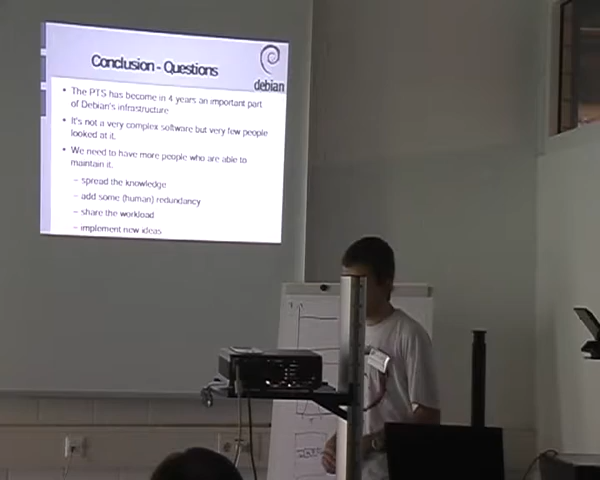 Conclusion - Questions
debian
• The PTS has become in 4 years an important part
of Debian's infrastructure
• It's not a very complex software but very few people
looked at it.
• We need to have more people who are able to
maintain it.
– spread the knowledge
– add some (human) redundancy
– share the workload
– implement new ideas